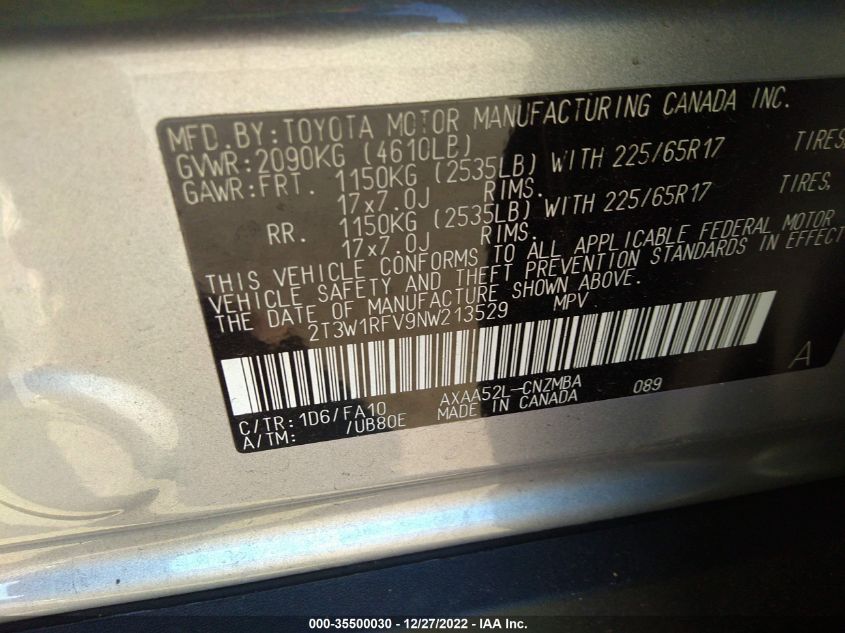 MFD.BY:TOYOTA MOTOR MANUFACTURING CANADA INC.
GVWR:2090KG (4610LB)
GAWR:FRT. 1150KG (2535LB) WITH 225/65R17 TIRES,
17x7.0J RIMS.
RR. 1150KG (2535LB) WITH 225/65R17 TIRES,
17x7.0J RIMS.
THIS VEHICLE CONFORMS TO ALL APPLICABLE FEDERAL MOTOR
VEHICLE SAFETY AND THEFT PREVENTION STANDARDS IN EFFECT
THE DATE OF MANUFACTURE SHOWN ABOVE.
2T3W1RFV9NW213529 MPV
A
C/TR:1D6/FA10 AXAA52L-CNZMBA 089
A/TM: /UB80E MADE IN CANADA
000-35500030 - 12/27/2022 - IAA Inc.